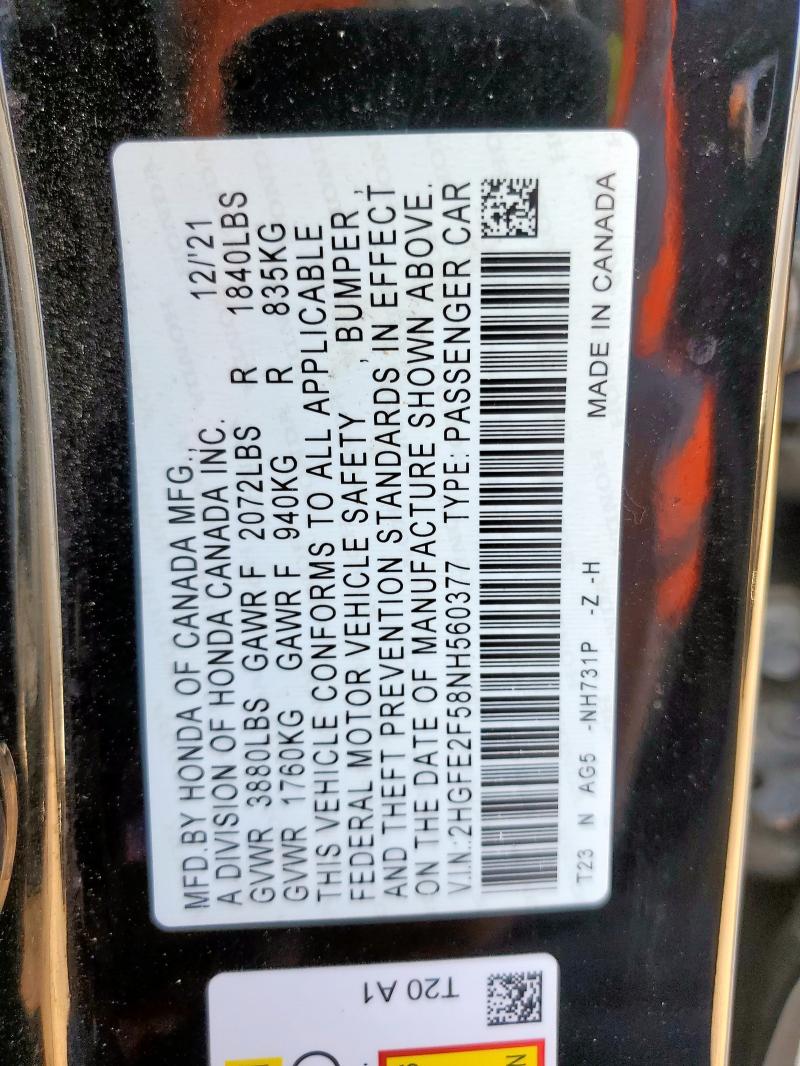 MFD.BY HONDA OF CANADA MFG.,
A DIVISION OF HONDA CANADA INC. 12/'21
GVWR 3880LBS GAWR F 2072LBS R 1840LBS
GVWR 1760KG GAWR F 940KG R 835KG
THIS VEHICLE CONFORMS TO ALL APPLICABLE
FEDERAL MOTOR VEHICLE SAFETY , BUMPER ,
AND THEFT PREVENTION STANDARDS IN EFFECT
ON THE DATE OF MANUFACTURE SHOWN ABOVE.
V.I.N.:2HGFE2F58NH560377 TYPE: PASSENGER CAR
T23 N AG5 -NH731P -Z -H
MADE IN CANADA
T20 A1